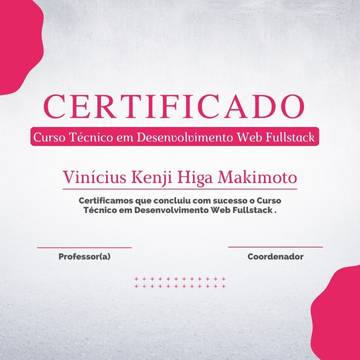 CERTIFICADO
Curso Técnico em Desenvolvimento Web Fullstack
Vinícius Kenji Higa Makimoto
Certificamos que concluiu com sucesso o Curso
Técnico em Desenvolvimento Web Fullstack .
Professor(a)
Coordenador